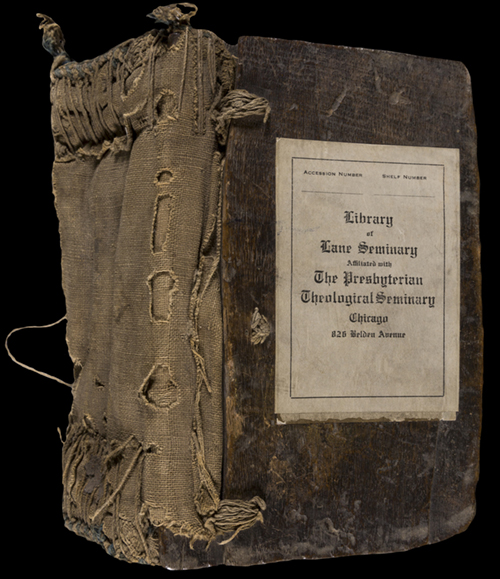 ACCESSION NUMBER SHELF NUMBER
Library
of
Lane Seminary
Affiliated with
The Presbyterian
Theological Seminary
Chicago
826 Belden Avenue